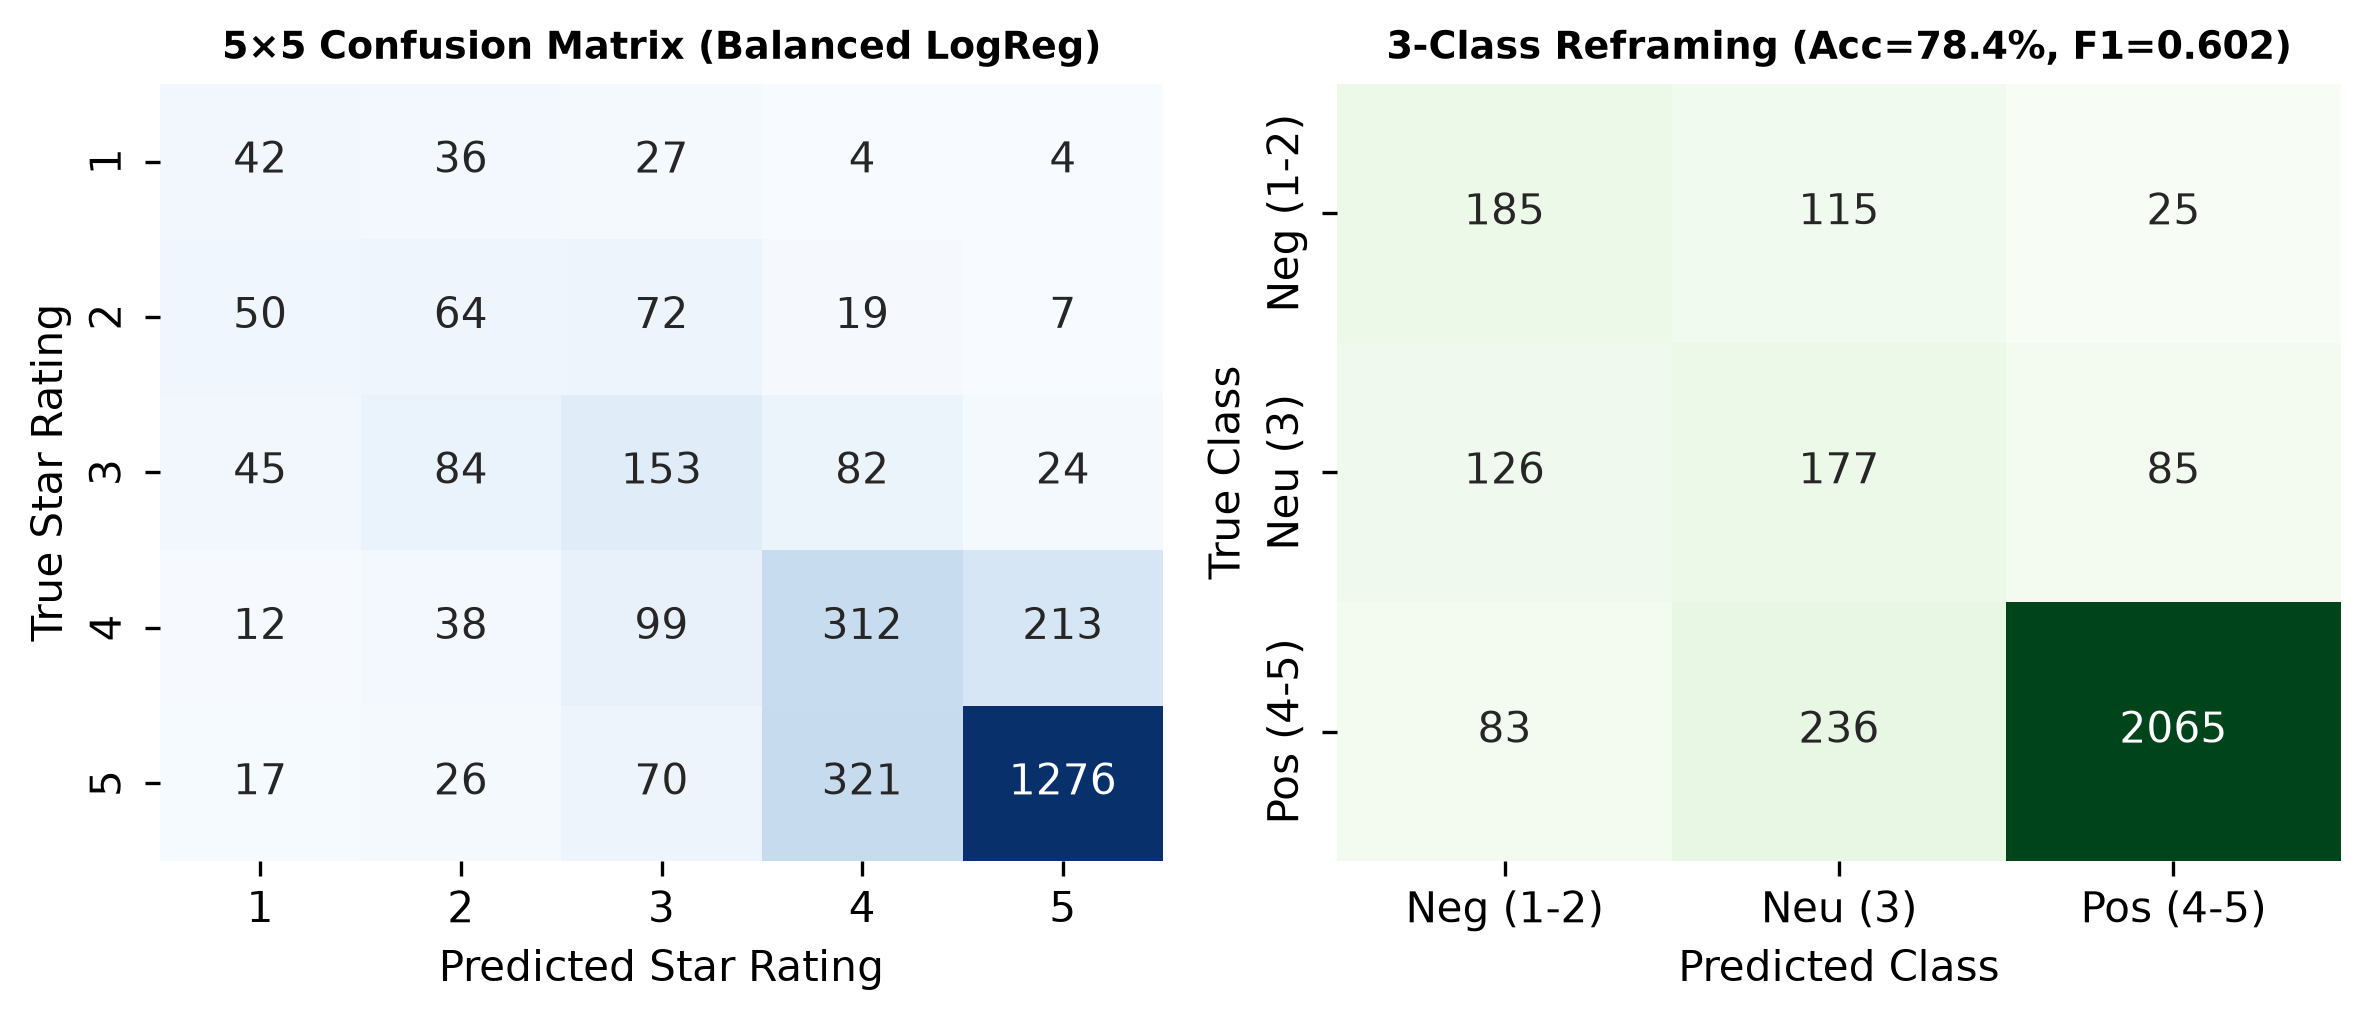 5×5 Confusion Matrix (Balanced LogReg)
True Star Rating
1 42 36 27 4 4
2 50 64 72 19 7
3 45 84 153 82 24
4 12 38 99 312 213
5 17 26 70 321 1276
1 2 3 4 5
Predicted Star Rating
3-Class Reframing (Acc=78.4%, F1=0.602)
True Class
Neg (1-2) 185 115 25
Neu (3) 126 177 85
Pos (4-5) 83 236 2065
Neg (1-2) Neu (3) Pos (4-5)
Predicted Class